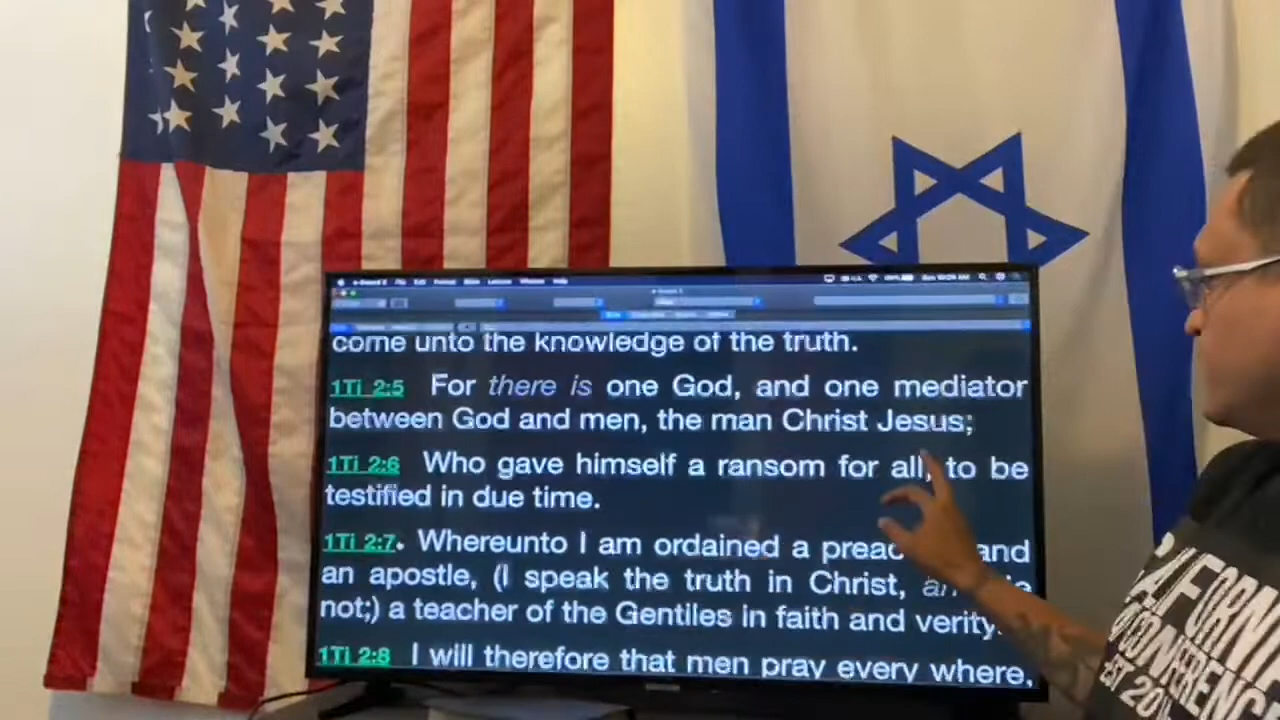 come unto the knowledge of the truth.
1Ti 2:5 For there is one God, and one mediator
between God and men, the man Christ Jesus;
1Ti 2:6 Who gave himself a ransom for all, to be
testified in due time.
1Ti 2:7. Whereunto I am ordained a preac and
an apostle, (I speak the truth in Christ,
not;) a teacher of the Gentiles in faith and verity.
1Ti 2:8 I will therefore that men pray every where,
CALIFORNIA
CONFERENCE